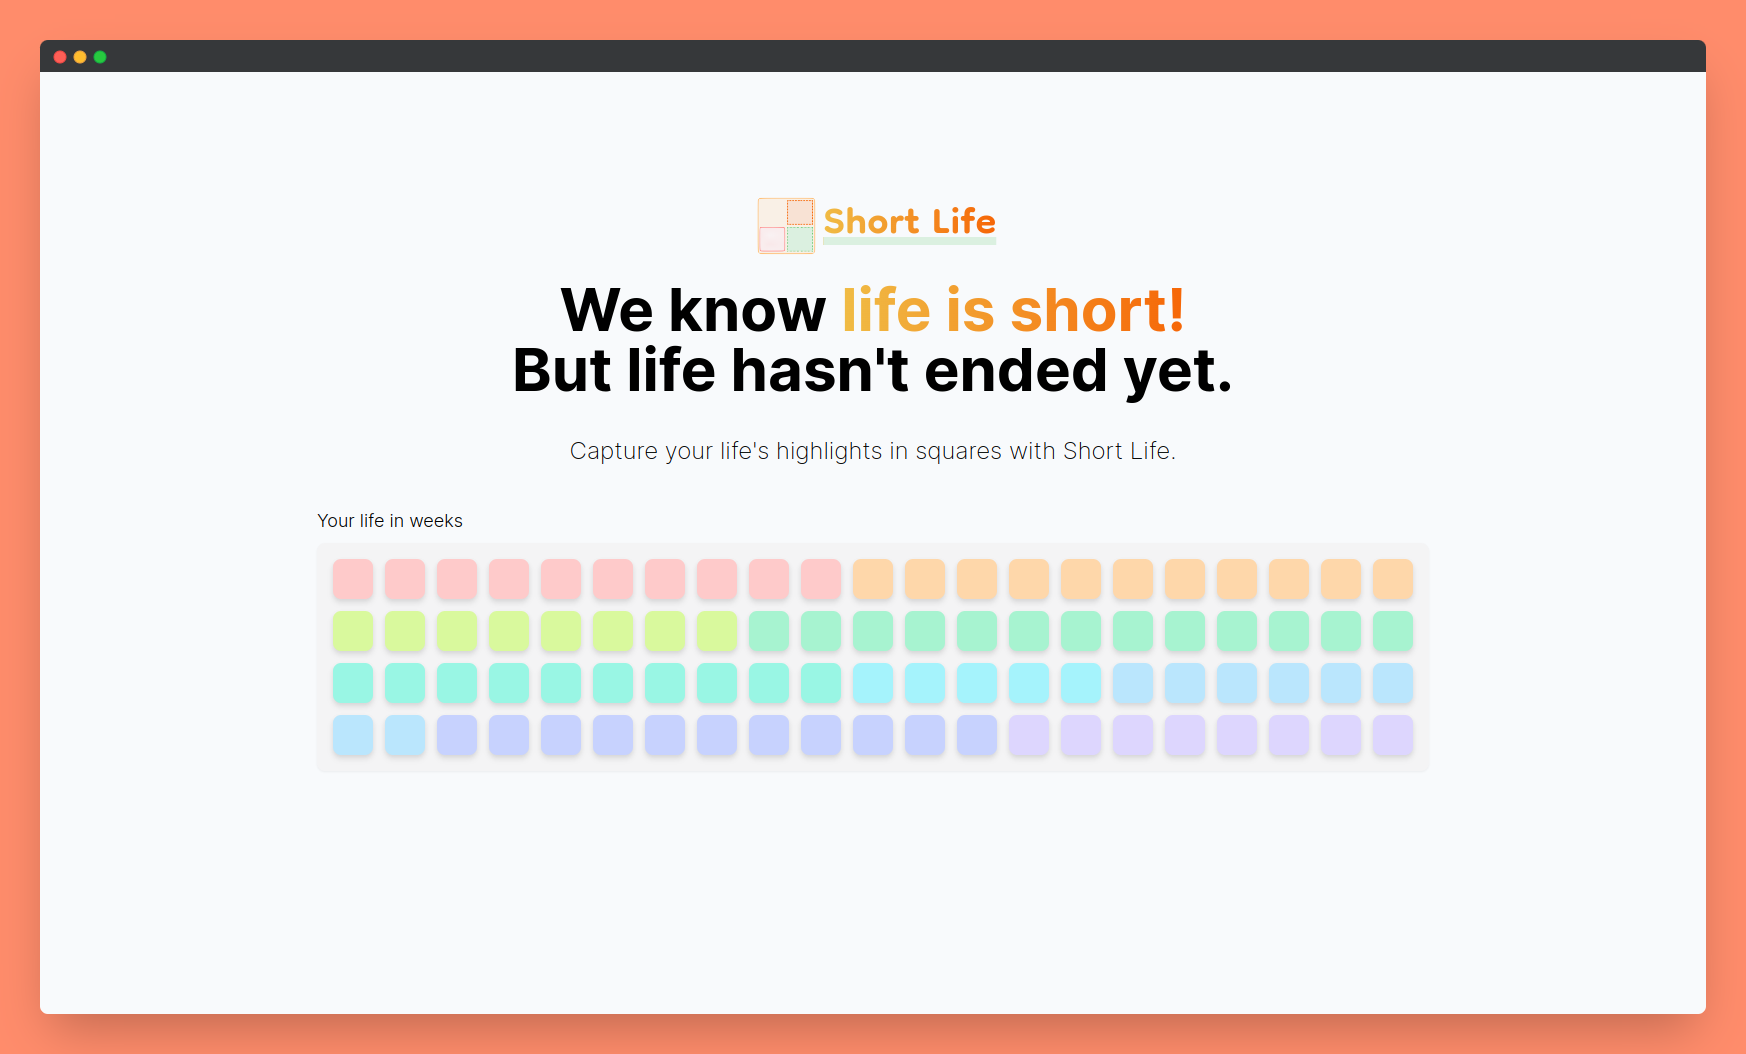 Short Life
We know life is short!
But life hasn't ended yet.
Capture your life's highlights in squares with Short Life.
Your life in weeks